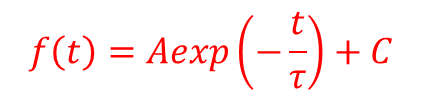 f(t) = Aexp(-t/τ) + C